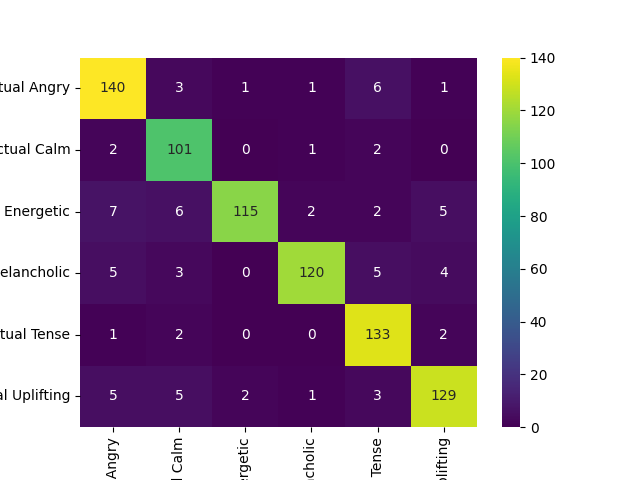 tual Angry 140 3 1 1 6 1
ctual Calm 2 101 0 1 2 0
Energetic 7 6 115 2 2 5
elancholic 5 3 0 120 5 4
tual Tense 1 2 0 0 133 2
al Uplifting 5 5 2 1 3 129
Angry
l Calm
ergetic
ncholic
Tense
plifting
140
120
100
80
60
40
20
0